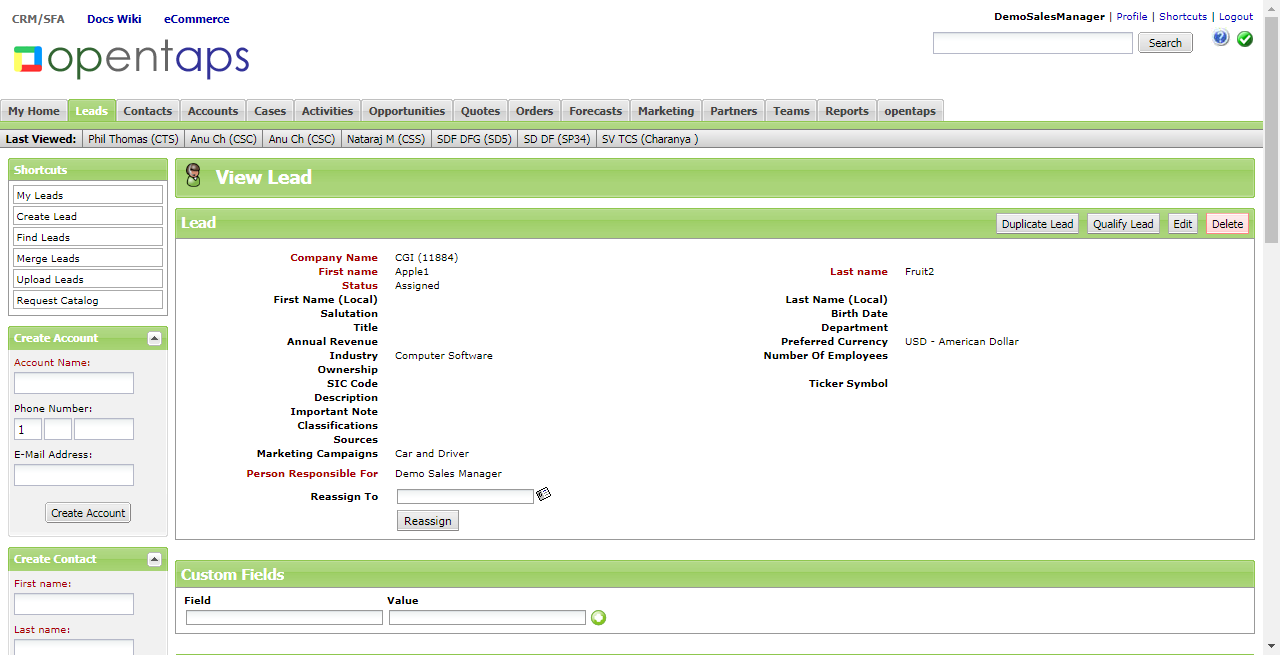 CRM/SFA Docs Wiki eCommerce
DemoSalesManager | Profile | Shortcuts | Logout
opentaps
Search
My Home Leads Contacts Accounts Cases Activities Opportunities Quotes Orders Forecasts Marketing Partners Teams Reports opentaps
Last Viewed: Phil Thomas (CTS) Anu Ch (CSC) Anu Ch (CSC) Nataraj M (CSS) SDF DFG (SD5) SD DF (SP34) SV TCS (Charanya )
Shortcuts
My Leads
Create Lead
Find Leads
Merge Leads
Upload Leads
Request Catalog
Create Account
Account Name:
Phone Number:
1
E-Mail Address:
Create Account
Create Contact
First name:
Last name:
View Lead
Lead
Duplicate Lead Qualify Lead Edit Delete
Company Name CGI (11884)
First name Apple1 Last name Fruit2
Status Assigned
First Name (Local) Last Name (Local)
Salutation Birth Date
Title Department
Annual Revenue Preferred Currency USD - American Dollar
Industry Computer Software Number Of Employees
Ownership
SIC Code Ticker Symbol
Description
Important Note
Classifications
Sources
Marketing Campaigns Car and Driver
Person Responsible For Demo Sales Manager
Reassign To
Reassign
Custom Fields
Field Value